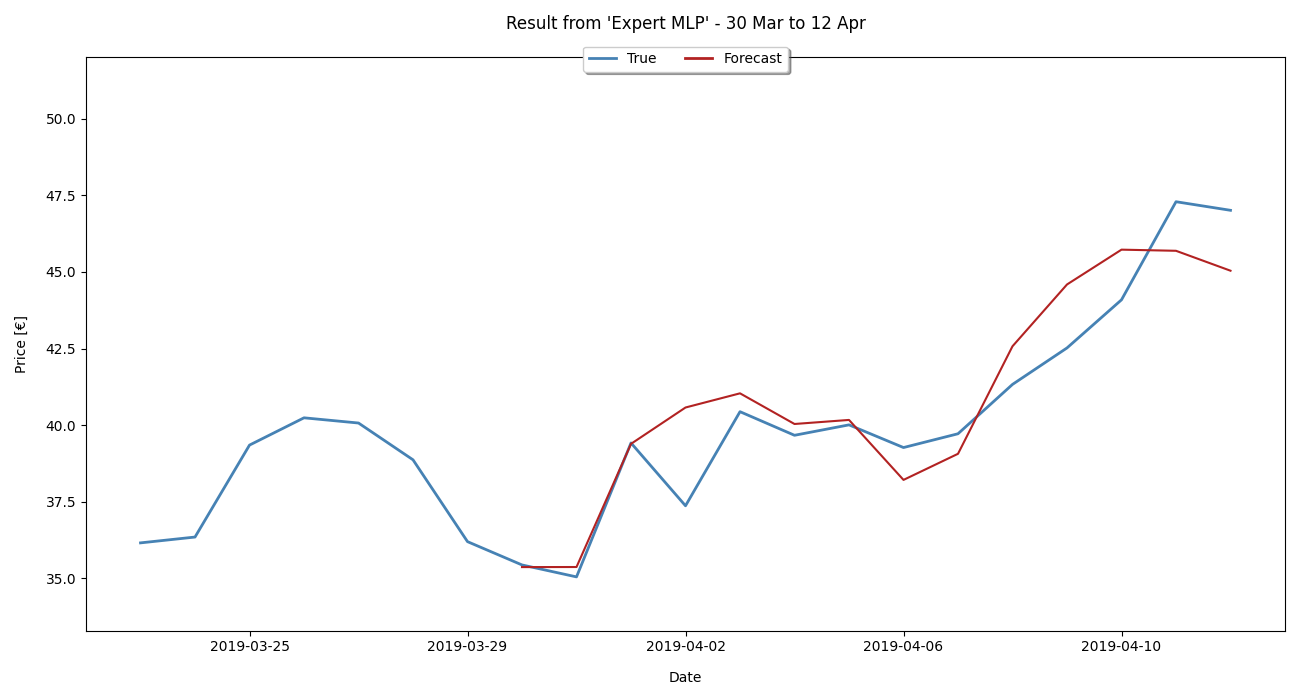 Result from 'Expert MLP' - 30 Mar to 12 Apr
True Forecast
50.0
47.5
45.0
42.5
40.0
37.5
35.0
Price [€]
2019-03-25 2019-03-29 2019-04-02 2019-04-06 2019-04-10
Date